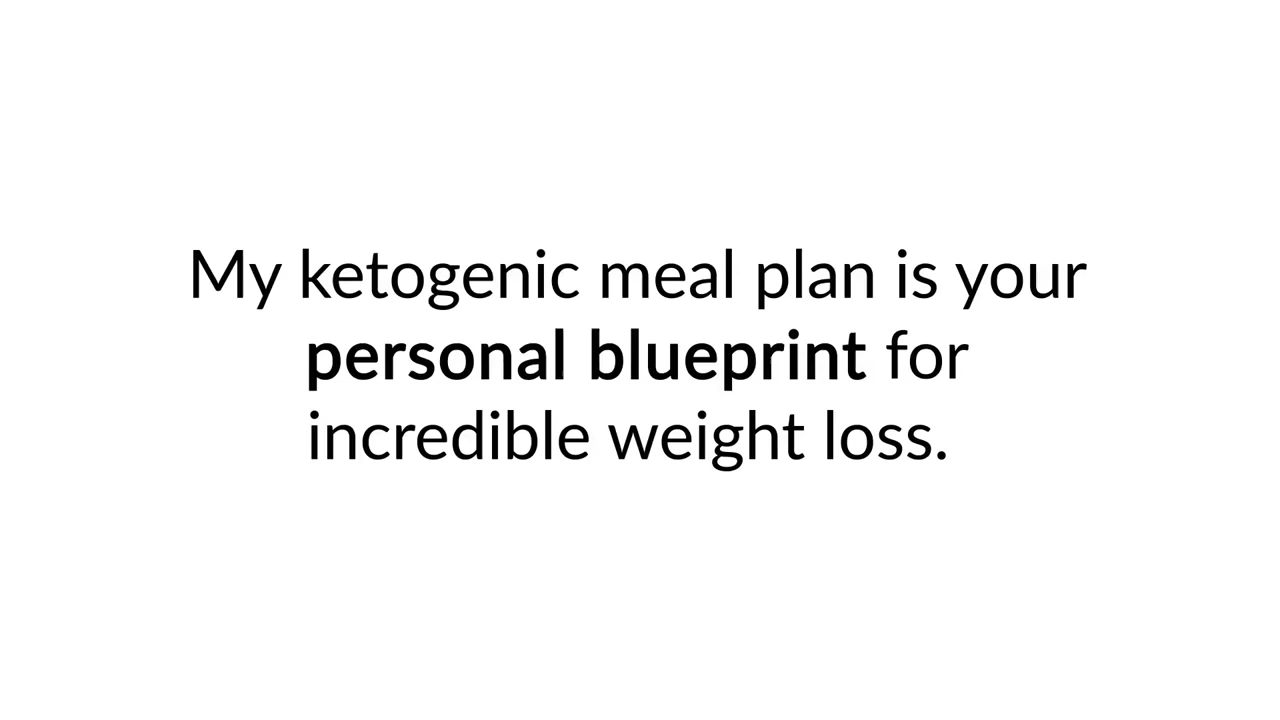 My ketogenic meal plan is your
personal blueprint for
incredible weight loss.